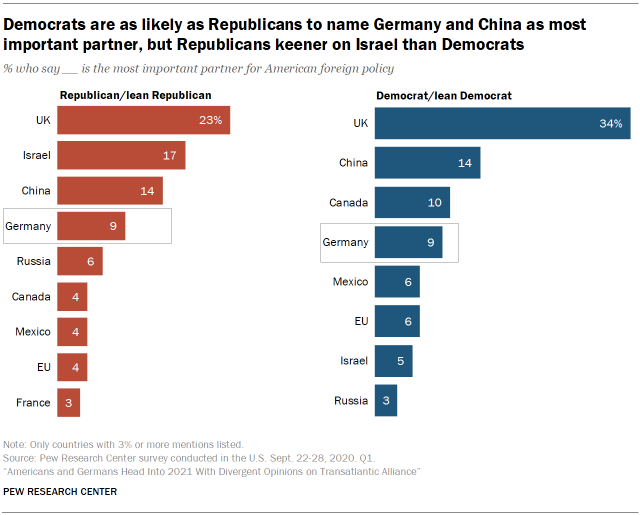 Democrats are as likely as Republicans to name Germany and China as most
important partner, but Republicans keener on Israel than Democrats
% who say __ is the most important partner for American foreign policy
Republican/lean Republican
UK 23%
Israel 17
China 14
Germany 9
Russia 6
Canada 4
Mexico 4
EU 4
France 3
Democrat/lean Democrat
UK 34%
China 14
Canada 10
Germany 9
Mexico 6
EU 6
Israel 5
Russia 3
Note: Only countries with 3% or more mentions listed.
Source: Pew Research Center survey conducted in the U.S. Sept. 22-28, 2020. Q1.
“Americans and Germans Head Into 2021 With Divergent Opinions on Transatlantic Alliance”
PEW RESEARCH CENTER